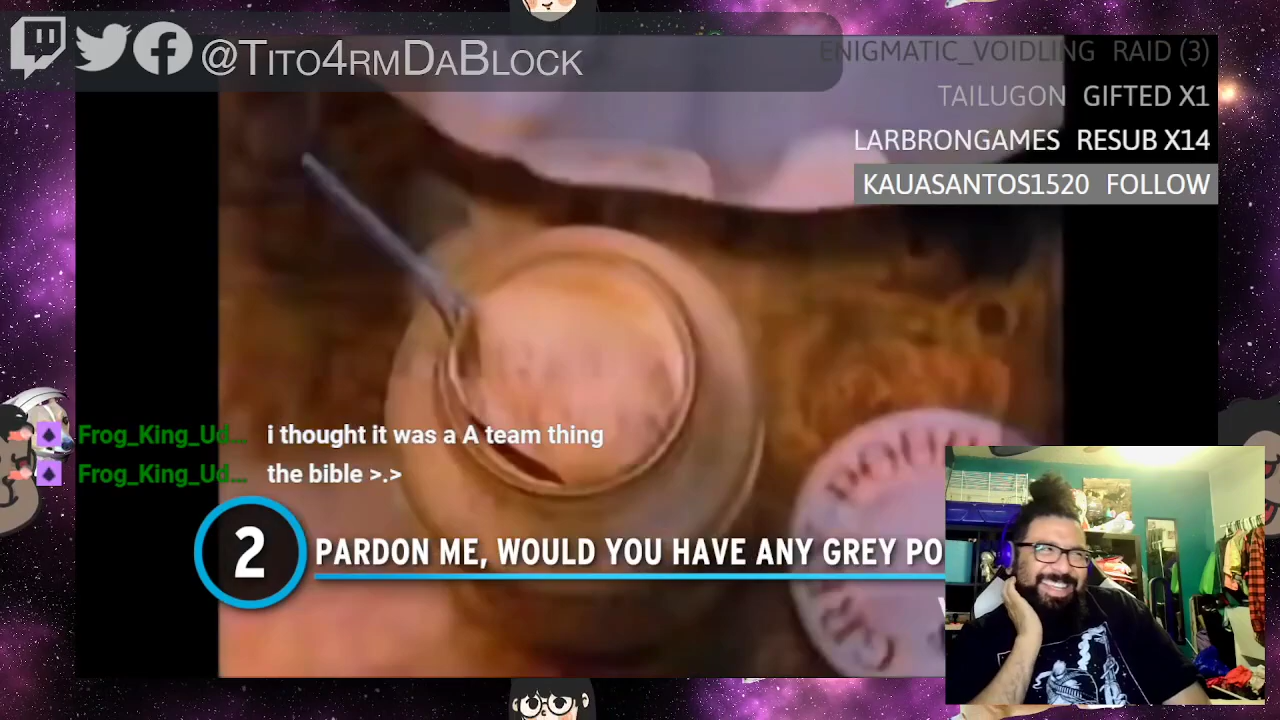 @Tito4rmDaBlock
ENIGMATIC_VOIDLING RAID (3)
TAILUGON GIFTED X1
LARBRONGAMES RESUB X14
KAUASANTOS1520 FOLLOW
Frog_King_Ud... i thought it was a A team thing
Frog_King_Ud... the bible >.>
2 PARDON ME, WOULD YOU HAVE ANY GREY PO